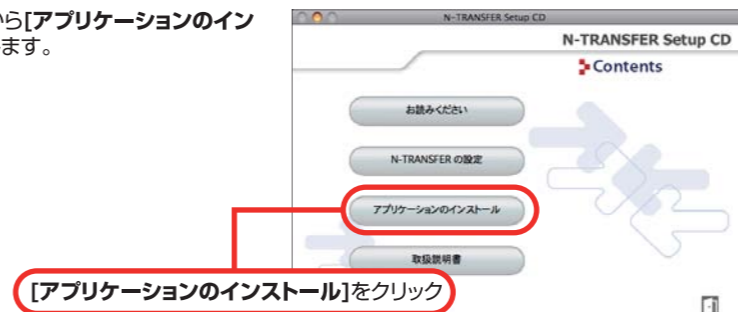 から[アプリケーションのイン
ます。
N-TRANSFER Setup CD
N-TRANSFER Setup CD
Contents
お読みください
N-TRANSFER の設定
アプリケーションのインストール
取扱説明書
[アプリケーションのインストール]をクリック